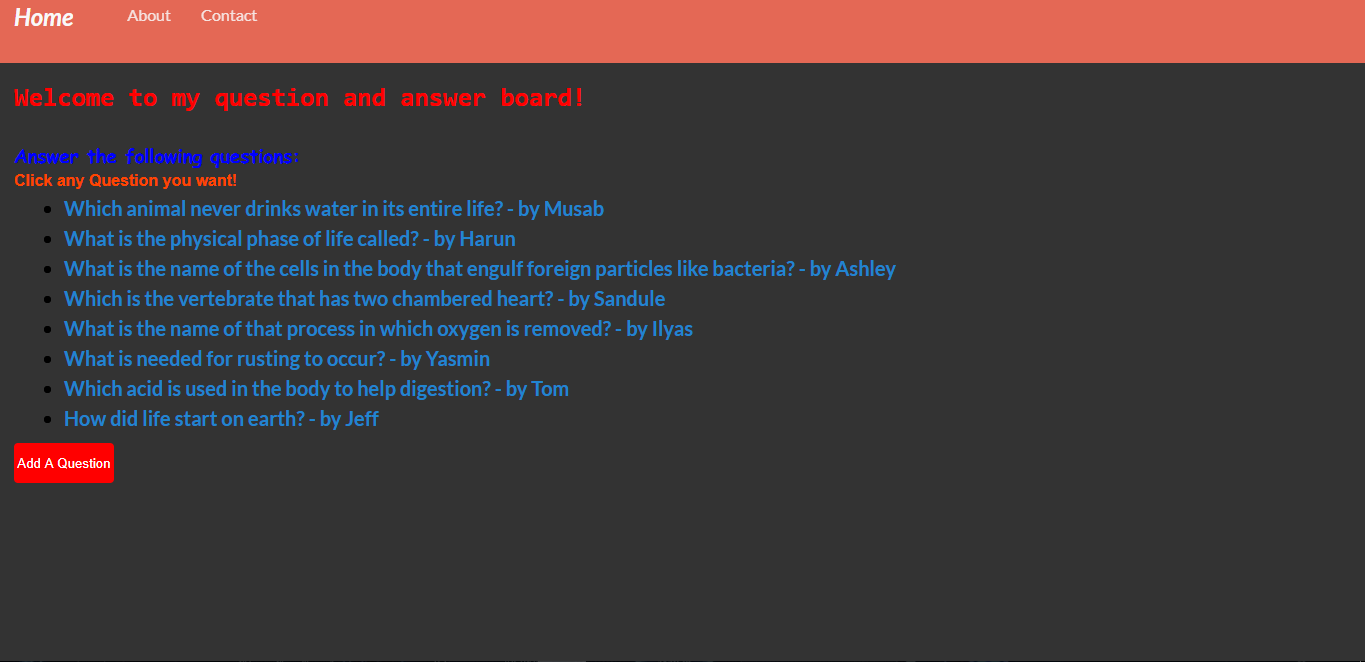 Home About Contact
Welcome to my question and answer board!
Answer the following questions:
Click any Question you want!
Which animal never drinks water in its entire life? - by Musab
What is the physical phase of life called? - by Harun
What is the name of the cells in the body that engulf foreign particles like bacteria? - by Ashley
Which is the vertebrate that has two chambered heart? - by Sandule
What is the name of that process in which oxygen is removed? - by Ilyas
What is needed for rusting to occur? - by Yasmin
Which acid is used in the body to help digestion? - by Tom
How did life start on earth? - by Jeff
Add A Question